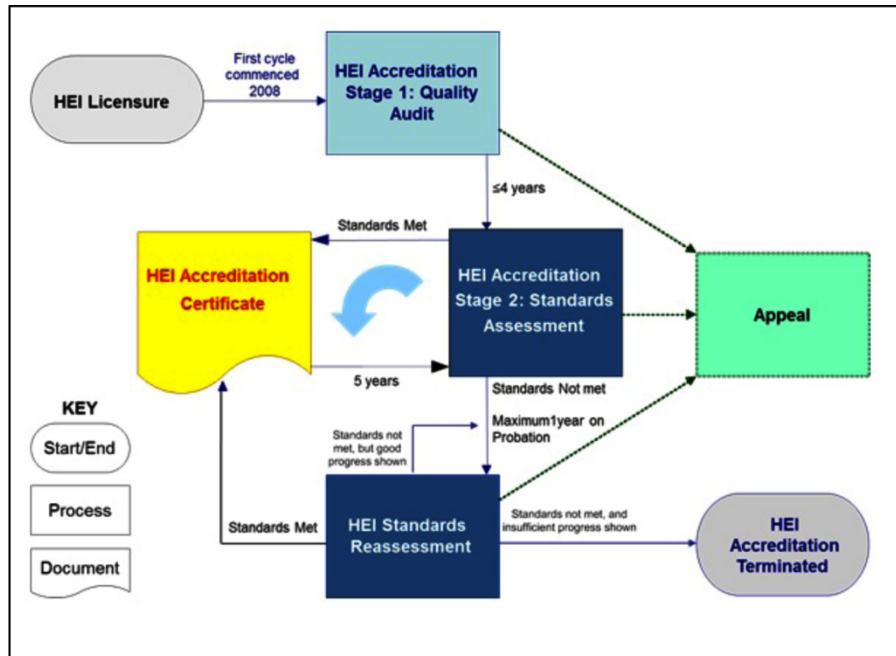 First cycle
commenced
2008
HEI Licensure
HEI Accreditation
Stage 1: Quality
Audit
≤4 years
Standards Met
HEI Accreditation
Certificate
HEI Accreditation
Stage 2: Standards
Assessment
Appeal
5 years
Standards Not met
Maximum1year on
Probation
KEY
Start/End
Process
Document
Standards not
met, but good
progress shown
Standards Met
HEI Standards
Reassessment
Standards not met, and
insufficient progress shown
HEI
Accreditation
Terminated